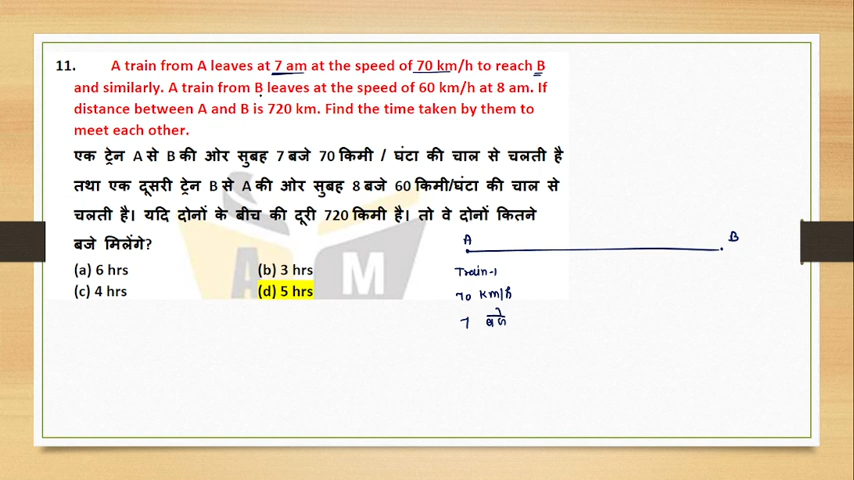 11. A train from A leaves at 7 am at the speed of 70 km/h to reach B
and similarly. A train from B leaves at the speed of 60 km/h at 8 am. If
distance between A and B is 720 km. Find the time taken by them to
meet each other.
एक ट्रेन A से B की ओर सुबह 7 बजे 70 किमी / घंटा की चाल से चलती है
तथा एक दूसरी ट्रेन B से A की ओर सुबह 8 बजे 60 किमी/घंटा की चाल से
चलती है। यदि दोनों के बीच की दूरी 720 किमी है। तो वे दोनों कितने
बजे मिलेंगे?
(a) 6 hrs (b) 3 hrs
(c) 4 hrs (d) 5 hrs
A B
Train-1
70 km/h
7 बजे
M